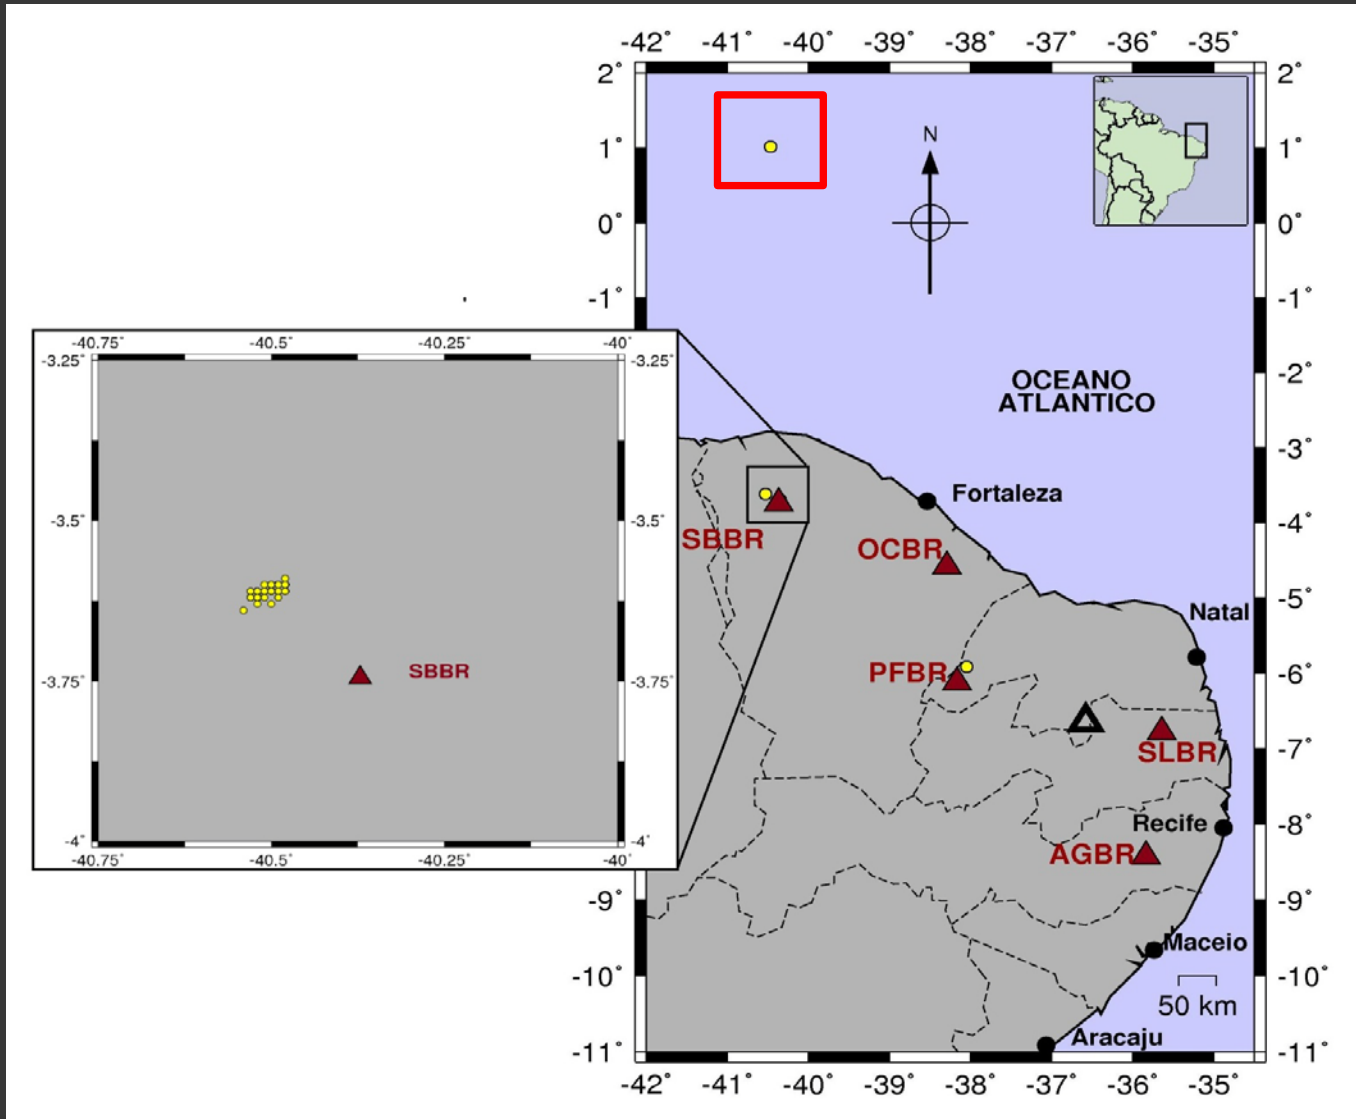 -42° -41° -40° -39° -38° -37° -36° -35°
2° 2°
1° 1°
N
0° 0°
-1° -1°
-40.75° -40.5° -40.25° -40°
-3.25° -3.25°
-2°
OCEANO
ATLANTICO
-3°
Fortaleza
-3.5° -3.5°
-4°
SBBR
OCBR
-5°
Natal
SBBR
-3.75° -3.75°
PFBR
-6°
-7°
SLBR
Recife
-8°
-4° -4°
-40.75° -40.5° -40.25° -40°
AGBR
-9° -9°
Maceio
-10° -10°
50 km
Aracaju
-11° -11°
-42° -41° -40° -39° -38° -37° -36° -35°